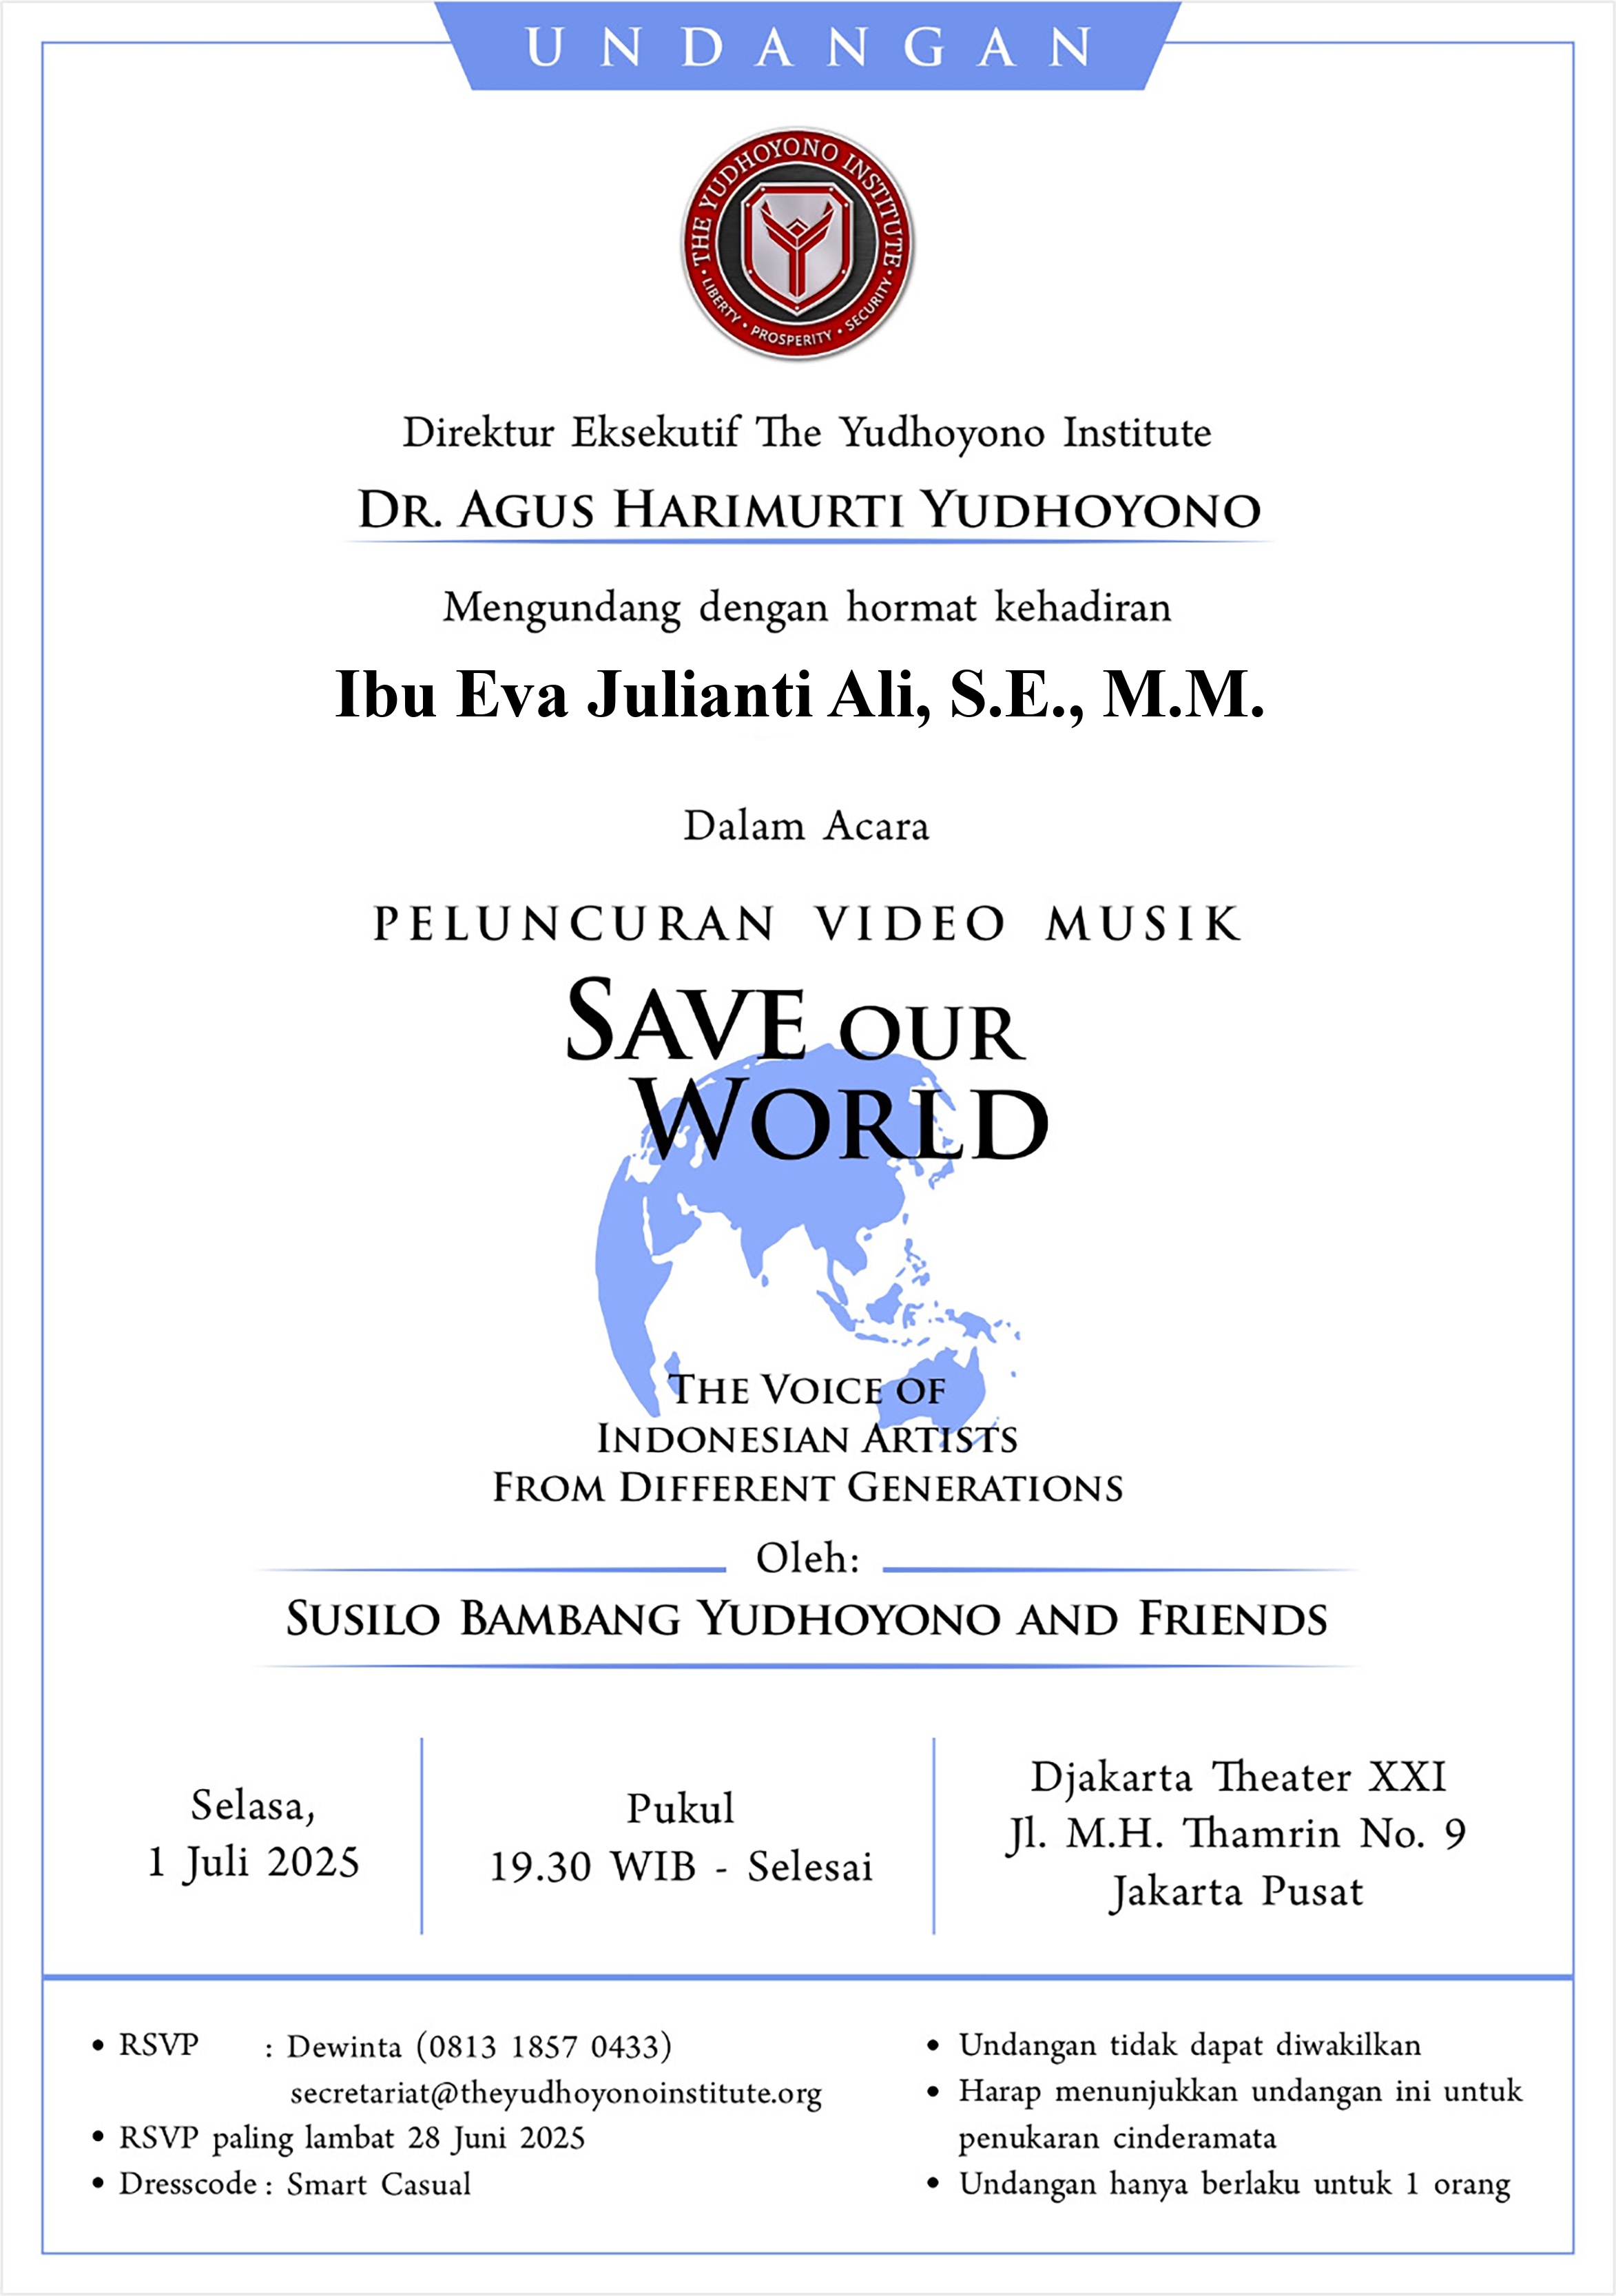 UNDANGAN
THE YUDHOYONO INSTITUTE
LIBERTY • PROSPERITY • SECURITY
Direktur Eksekutif The Yudhoyono Institute
DR. AGUS HARIMURTI YUDHOYONO
Mengundang dengan hormat kehadiran
Ibu Eva Julianti Ali, S.E., M.M.
Dalam Acara
PELUNCURAN VIDEO MUSIK
SAVE OUR
WORLD
THE VOICE OF
INDONESIAN ARTISTS
FROM DIFFERENT GENERATIONS
Oleh:
SUSILO BAMBANG YUDHOYONO AND FRIENDS
Selasa,
1 Juli 2025
Pukul
19.30 WIB - Selesai
Djakarta Theater XXI
Jl. M.H. Thamrin No. 9
Jakarta Pusat
• RSVP : Dewinta (0813 1857 0433)
secretariat@theyudhoyonoinstitute.org
• RSVP paling lambat 28 Juni 2025
• Dresscode : Smart Casual
• Undangan tidak dapat diwakilkan
• Harap menunjukkan undangan ini untuk
penukaran cinderamata
• Undangan hanya berlaku untuk 1 orang